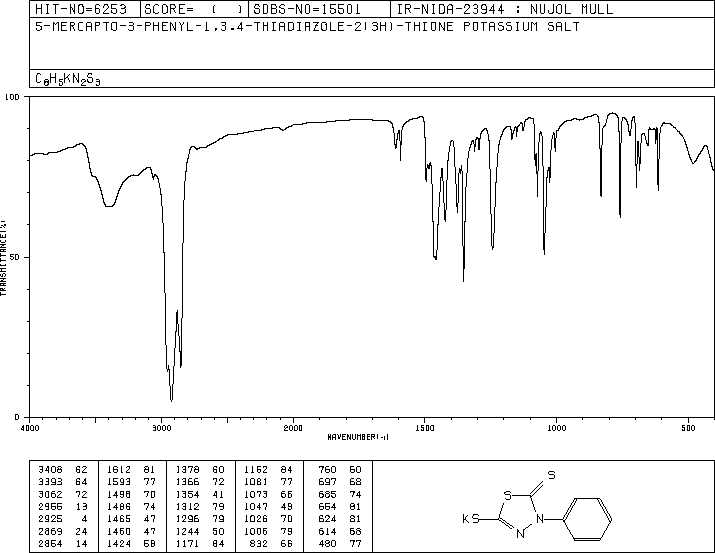 HIT-NO=6253 SCORE= ( ) SDBS-NO=15501 IR-NIDA-23944 : NUJOL MULL
5-MERCAPTO-3-PHENYL-1,3,4-THIADIAZOLE-2(3H)-THIONE POTASSIUM SALT
C8H5KN2S3
100
50
0
TRANSMITTANCE(%)
4000 3000 2000 1500 1000 500
WAVENUMBER(-1)
3408 62 1612 81 1378 60 1152 84 760 60
3393 64 1593 77 1366 72 1081 77 697 68
3062 72 1498 70 1354 41 1073 66 685 74
2955 13 1486 74 1312 79 1047 49 654 81
2925 4 1465 47 1296 79 1026 70 624 81
2869 24 1460 47 1244 50 1006 79 614 68
2854 14 1424 58 1171 84 832 66 480 77
S
S
KS
N
N